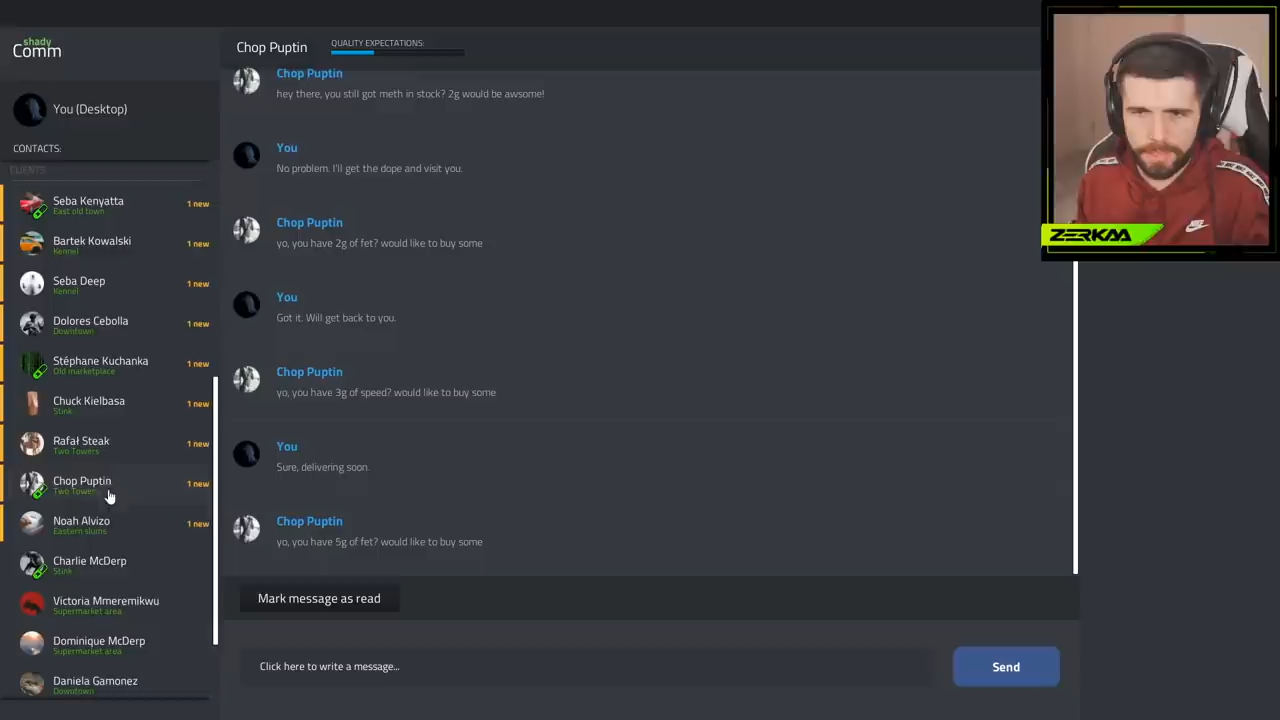 shady
Comm
You (Desktop)
CONTACTS:
CLIENTS
Seba Kenyatta
East old town
1 new
Bartek Kowalski
Kennel
1 new
Seba Deep
Kennel
1 new
Dolores Cebolla
Downtown
1 new
Stéphane Kuchanka
Old marketplace
1 new
Chuck Kielbasa
Stink
1 new
Rafał Steak
Two Towers
1 new
Chop Puptin
Two Towers
1 new
Noah Alvizo
Eastern slums
1 new
Charlie McDerp
Stink
Victoria Mmeremikwu
Supermarket area
Dominique McDerp
Supermarket area
Daniela Gamonez
Downtown
Chop Puptin
QUALITY EXPECTATIONS:
Chop Puptin
hey there, you still got meth in stock? 2g would be awsome!
You
No problem. I'll get the dope and visit you.
Chop Puptin
yo, you have 2g of fet? would like to buy some
You
Got it. Will get back to you.
Chop Puptin
yo, you have 3g of speed? would like to buy some
You
Sure, delivering soon.
Chop Puptin
yo, you have 5g of fet? would like to buy some
Mark message as read
Click here to write a message...
Send
ZERKAA